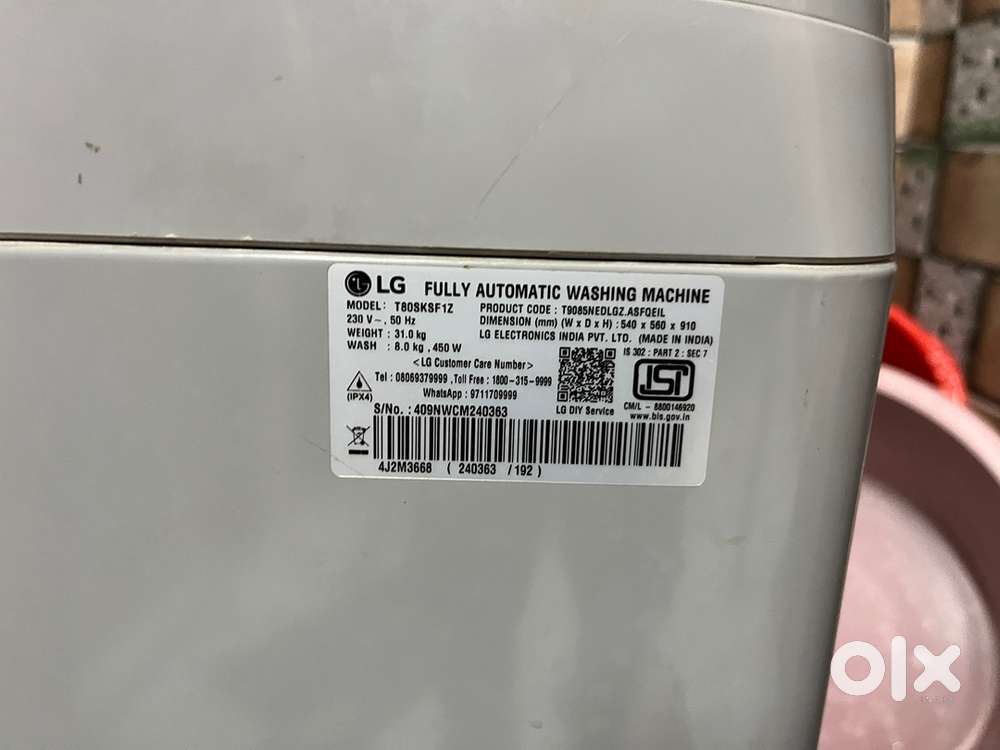 LG FULLY AUTOMATIC WASHING MACHINE
MODEL: T80SKSF1Z
PRODUCT CODE : T9085NEDLGZ.ASFQEIL
230 V~, 50 Hz
DIMENSION (mm) (W x D x H) : 540 x 560 x 910
WEIGHT : 31.0 kg
LG ELECTRONICS INDIA PVT. LTD. (MADE IN INDIA)
WASH : 8.0 kg , 450 W
IS 302 : PART 2 : SEC 7
<LG Customer Care Number>
Tel : 08069379999 , Toll Free : 1800-315-9999
WhatsApp : 9711709999
(IPX4)
ISI
LG DIY Service
CM/L - 8800146920
www.bis.gov.in
S/No. : 409NWCM240363
4J2M3668 ( 240363 /192 )
olx